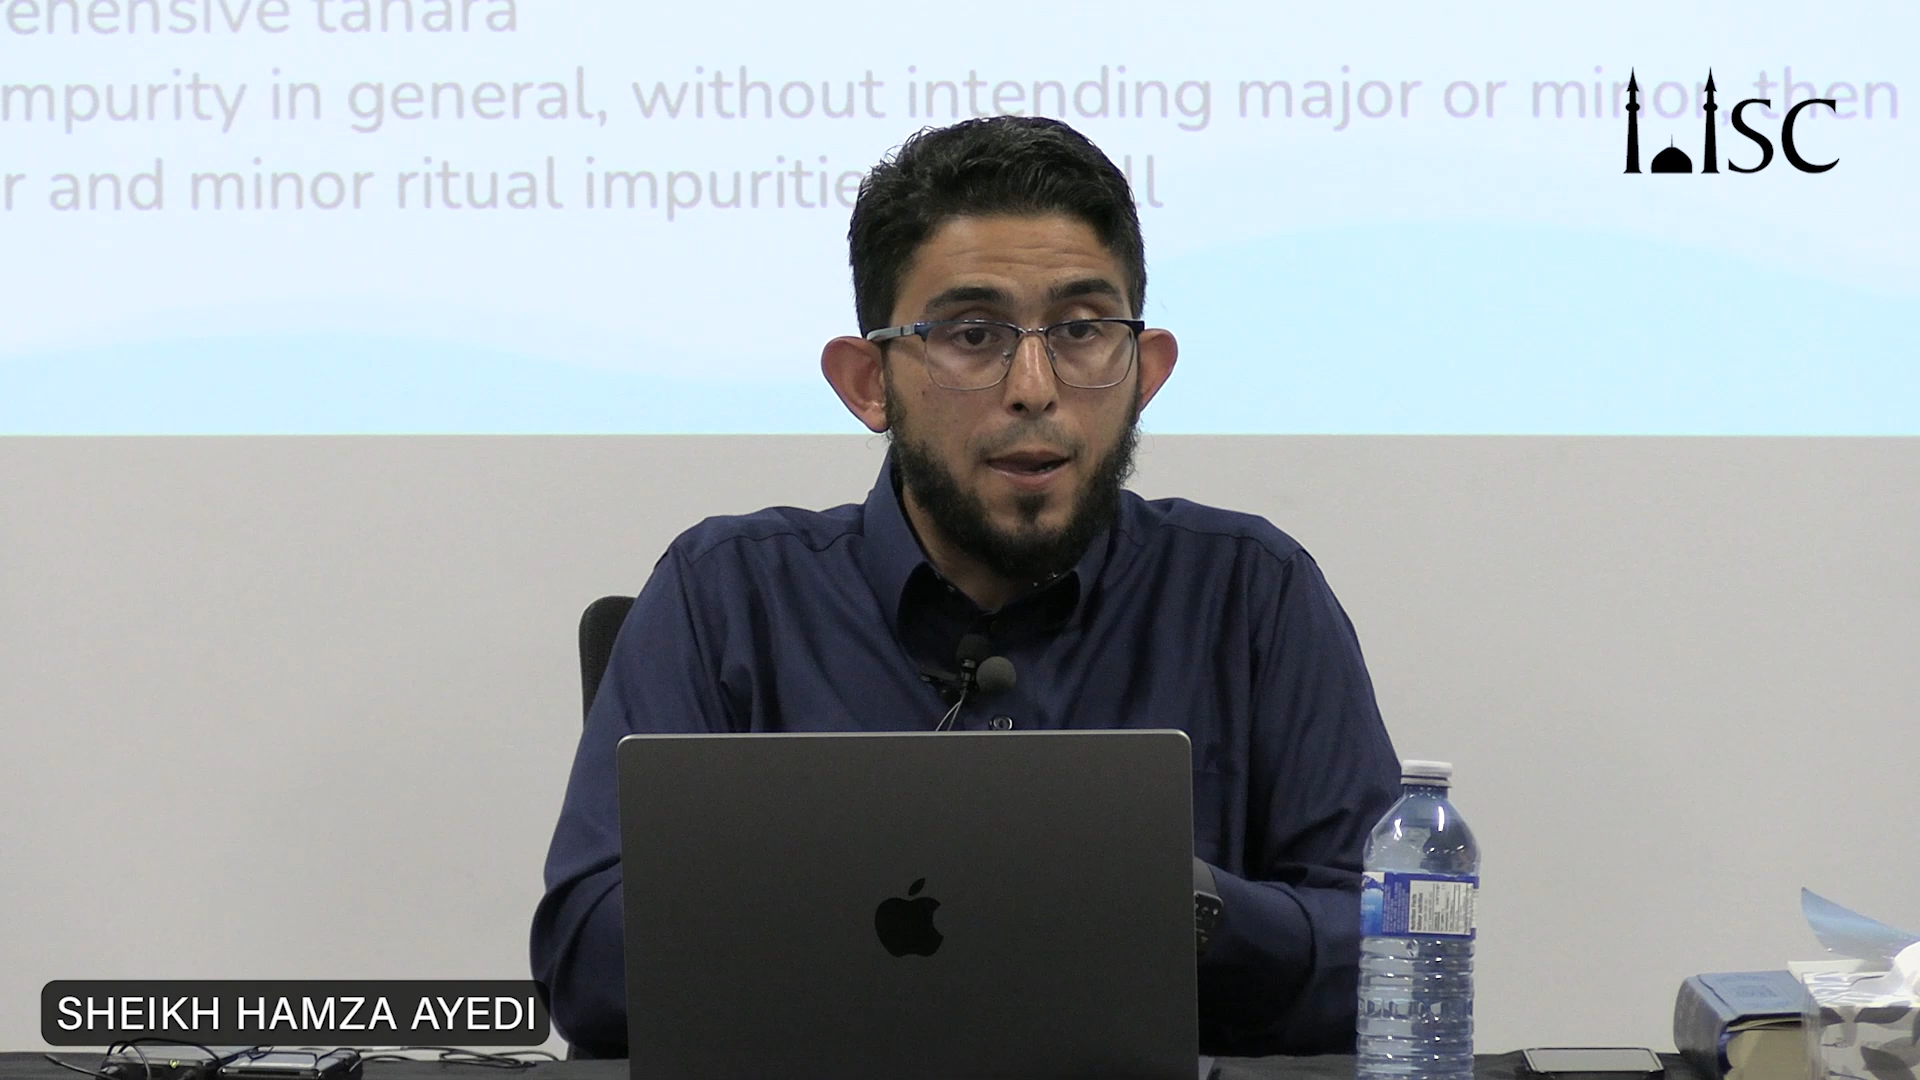 ehensive tahara
mpurity in general, without intending major or minor, then
r and minor ritual impuritie
ll
SC
SHEIKH HAMZA AYEDI